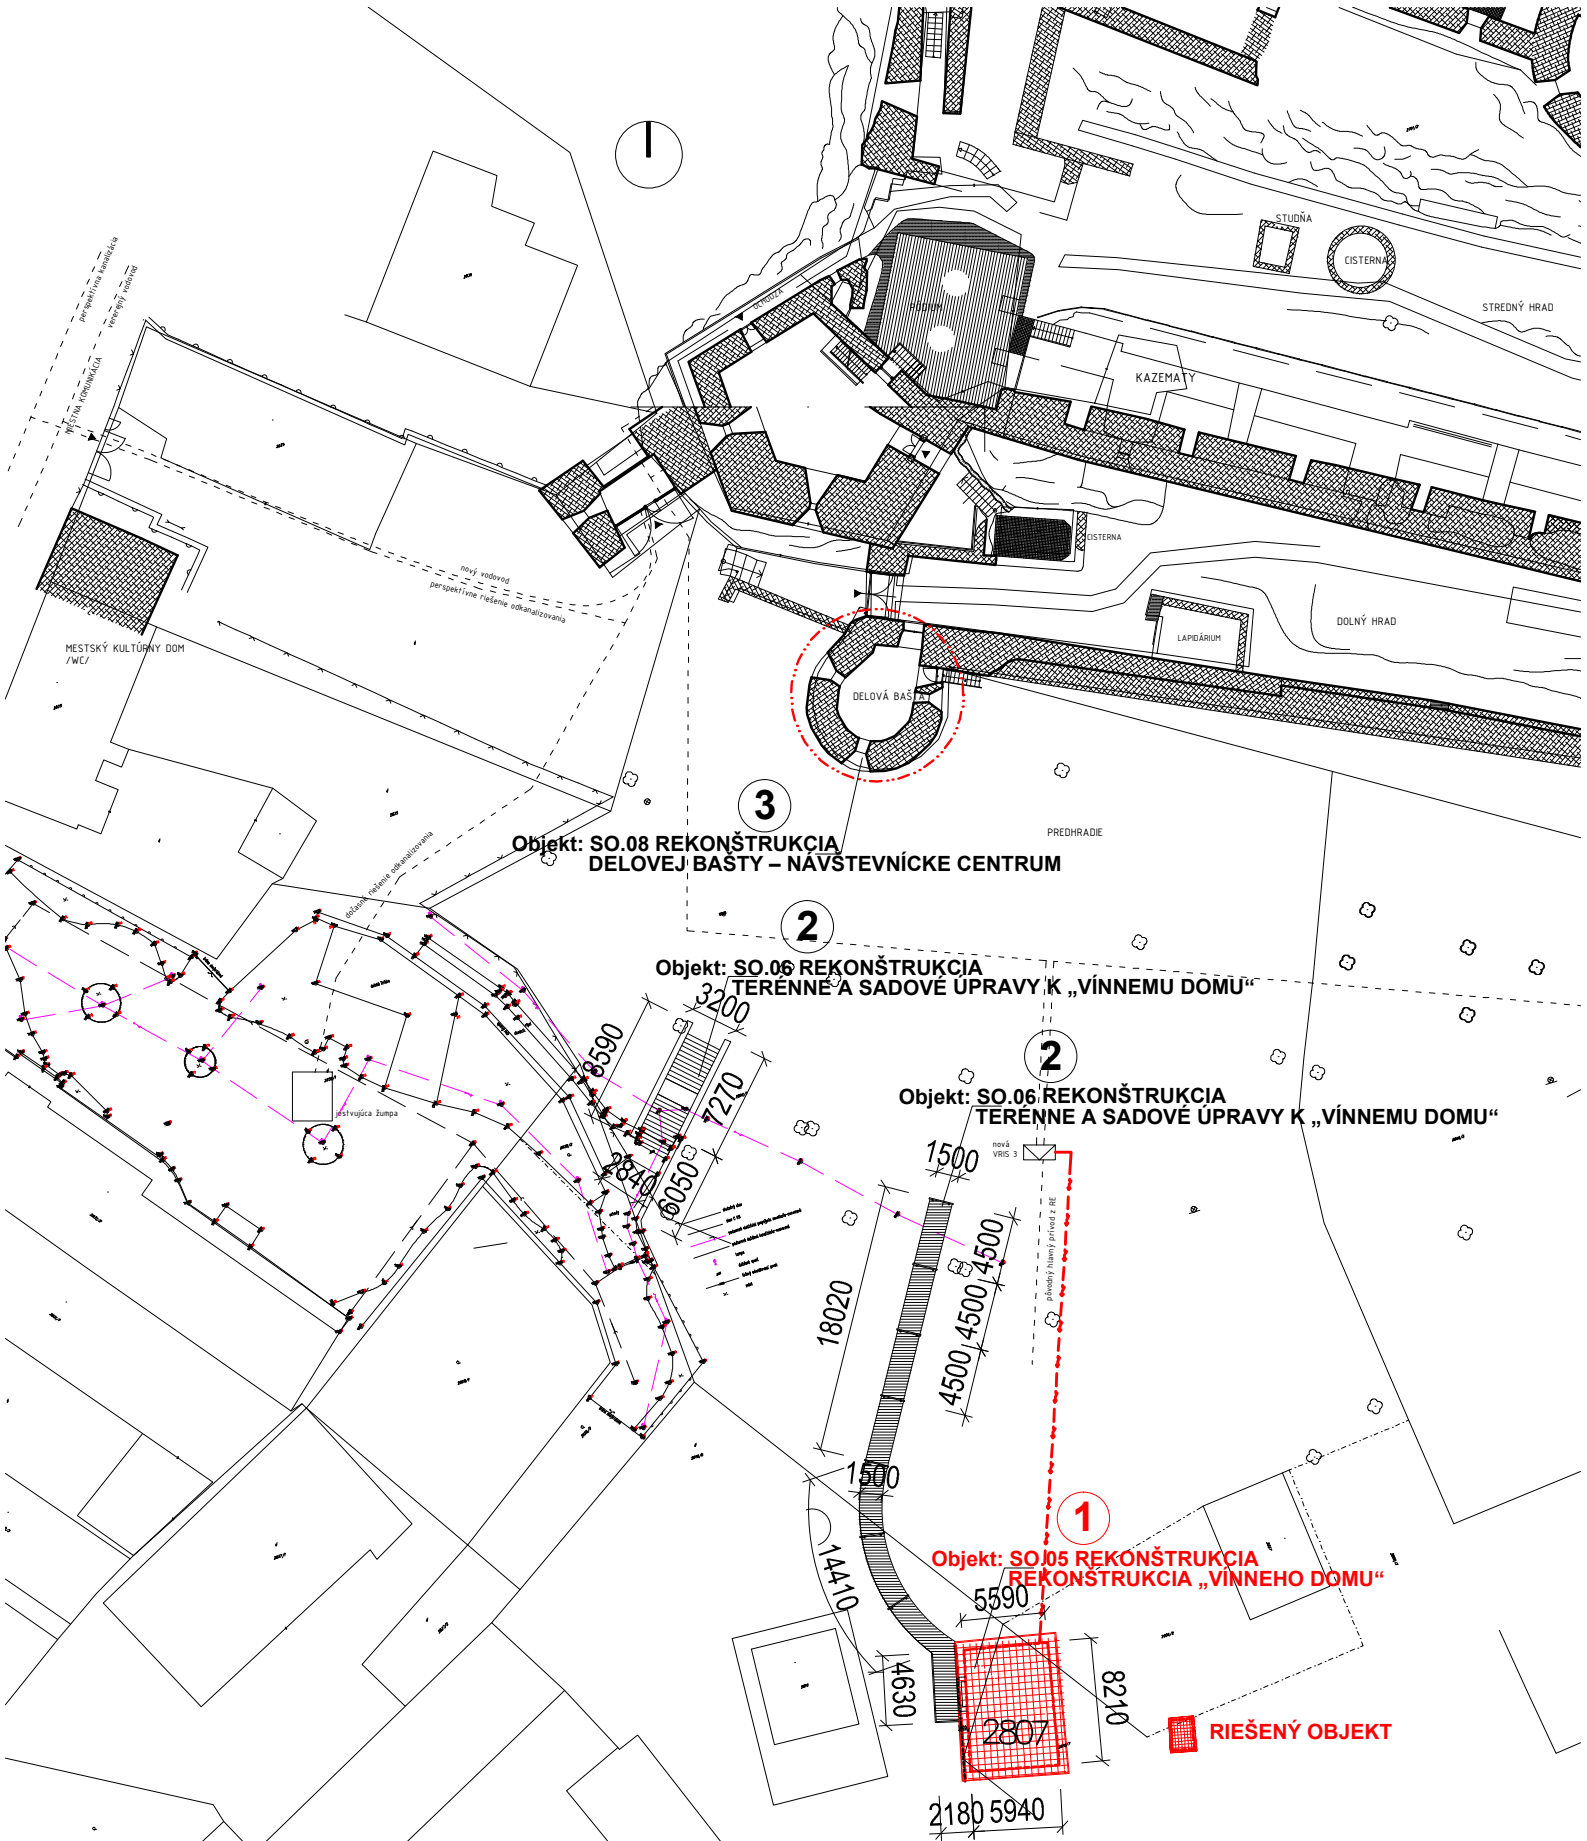 STUDŇA
CISTERNA
STREDNÝ HRAD
PÓDIUM
KAZEMATY
perspektívna kanalizácia
verejný vodovod
MESTNA KOMUNIKÁCIA
CISTERNA
nový vodovod
perspektívne riešenie odkanalizovania
MESTSKÝ KULTÚRNY DOM
/WC/
LAPIDÁRIUM
DOLNÝ HRAD
DELOVÁ BAŠTA
3
Objekt: SO.08 REKONŠTRUKCIA
DELOVEJ BAŠTY – NÁVŠTEVNÍCKE CENTRUM
PREDHRADIE
dočasné riešenie odkanalizovania
2
Objekt: SO.06 REKONŠTRUKCIA
TERÉNNE A SADOVÉ ÚPRAVY K „VÍNNEMU DOMU“
3200
8590
7270
2840
6050
jestvujúca žumpa
2
Objekt: SO.06 REKONŠTRUKCIA
TERÉNNE A SADOVÉ ÚPRAVY K „VÍNNEMU DOMU“
nová
VRIS 3
1500
pôvodný hlavný prívod z RE
4500
4500
4500
18020
1500
14410
1
Objekt: SO.05 REKONŠTRUKCIA
REKONŠTRUKCIA „VÍNNEHO DOMU“
5590
4630
8210
2807
2180
5940
RIEŠENÝ OBJEKT